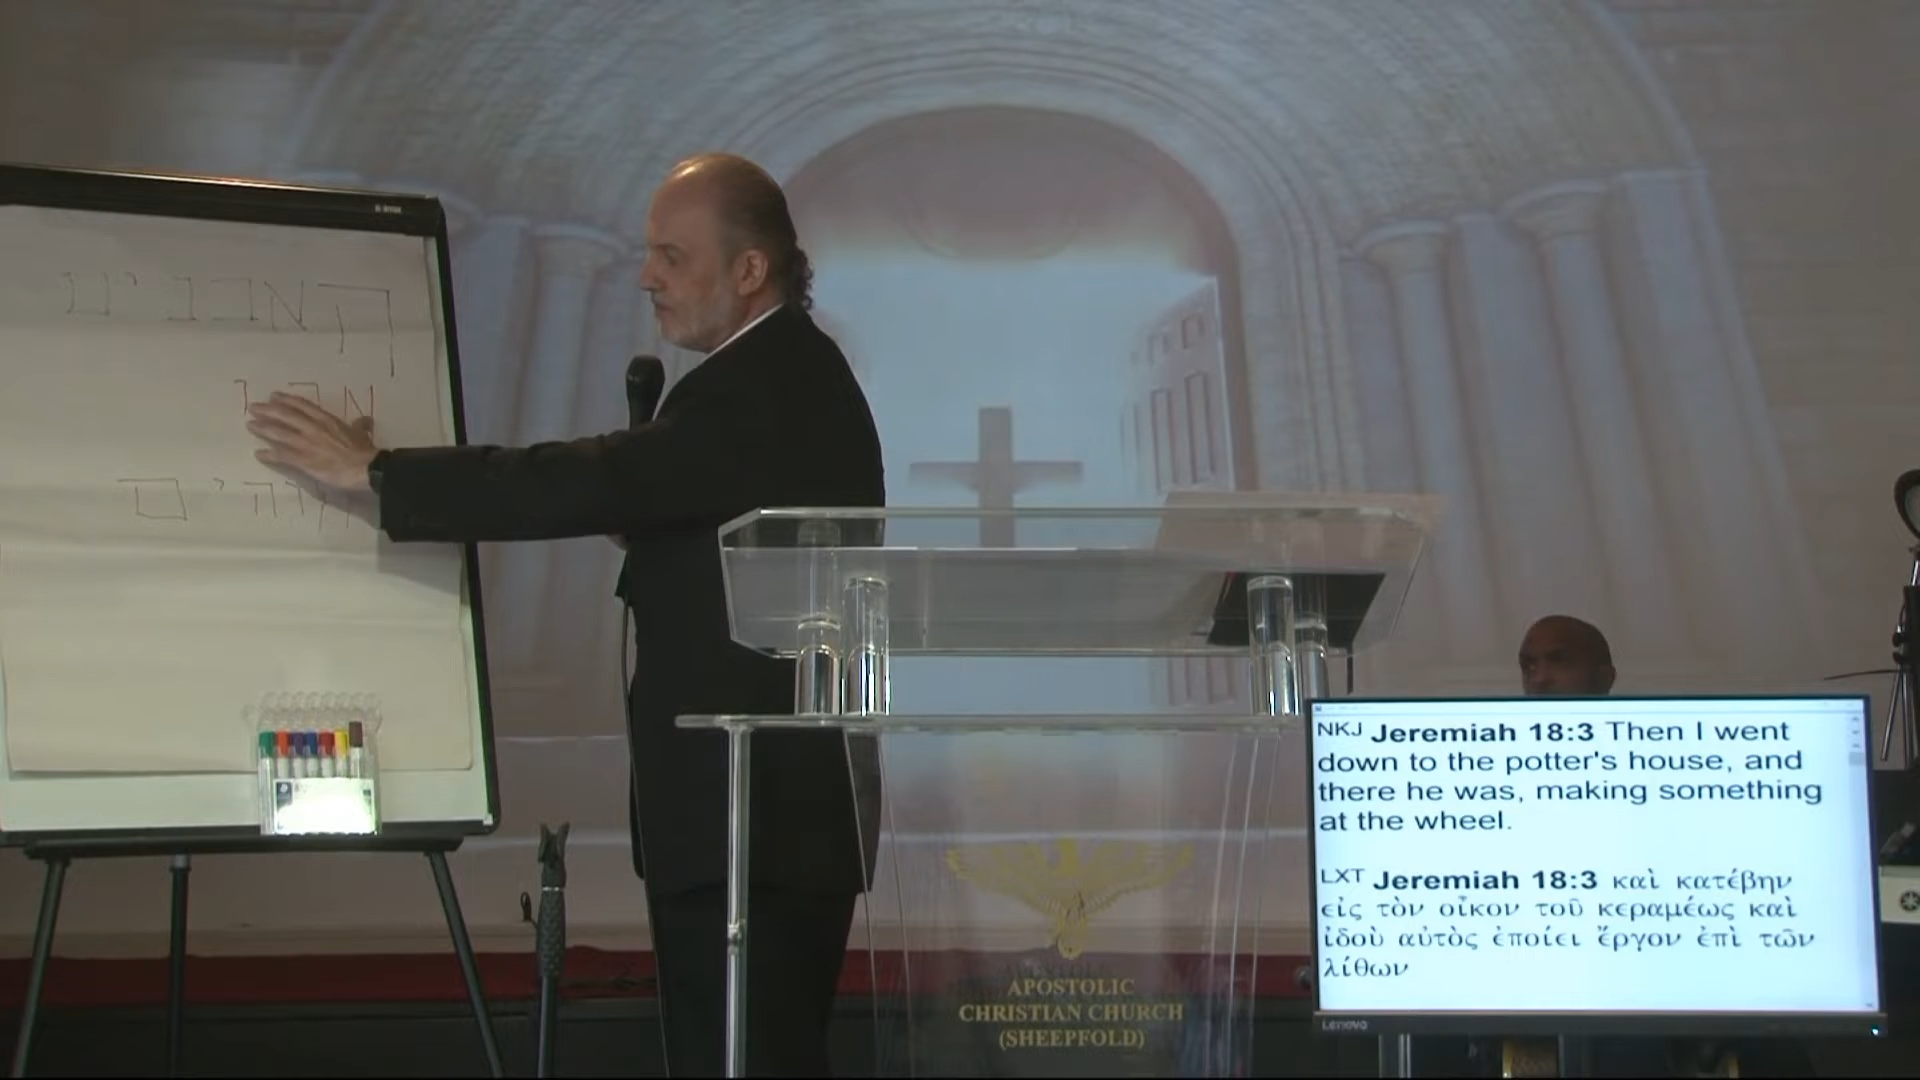 האבנים
APOSTOLIC
CHRISTIAN CHURCH
(SHEEPFOLD)
NKJ Jeremiah 18:3 Then I went
down to the potter's house, and
there he was, making something
at the wheel.
LXT Jeremiah 18:3 καὶ κατέβην
εἰς τὸν οἶκον τοῦ κεραμέως καὶ
ἰδοὺ αὐτὸς ἐποίει ἔργον ἐπὶ τῶν
λίθων
Lenovo